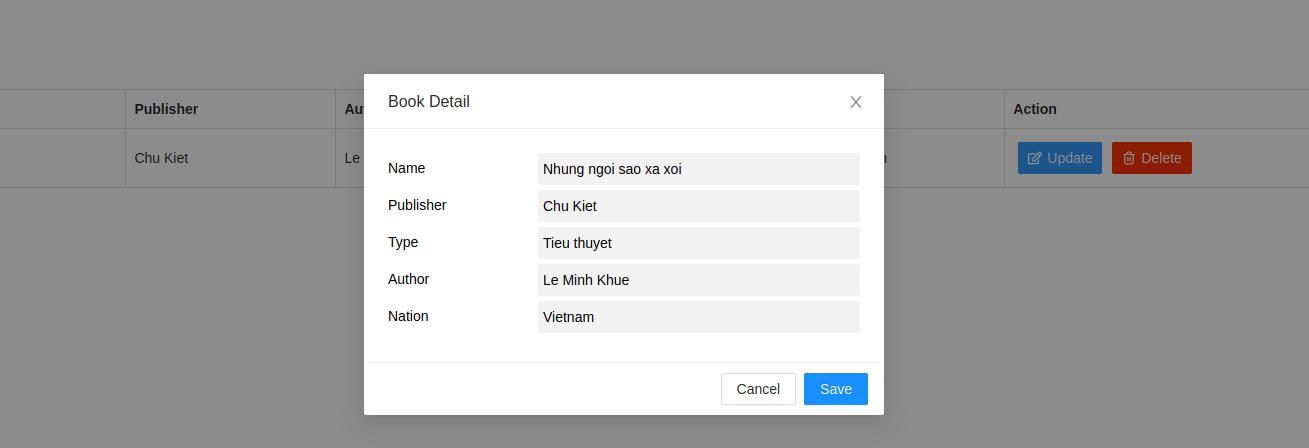 Book Detail
Publisher
Action
Chu Kiet
Le
Update
Delete
Name
Nhung ngoi sao xa xoi
Publisher
Chu Kiet
Type
Tieu thuyet
Author
Le Minh Khue
Nation
Vietnam
Cancel
Save